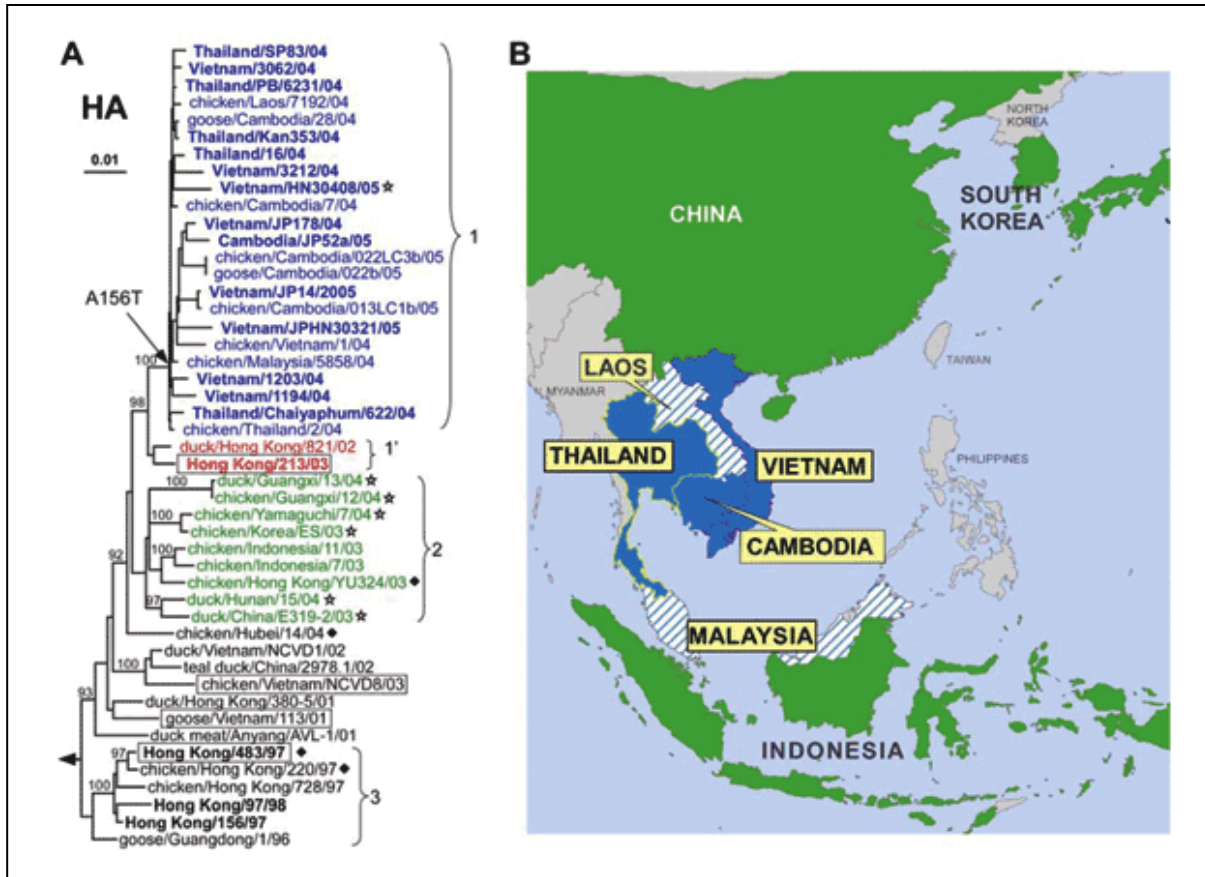 A
HA
0.01
Thailand/SP83/04
Vietnam/3062/04
Thailand/PB/6231/04
chicken/Laos/7192/04
goose/Cambodia/28/04
Thailand/Kan353/04
Thailand/16/04
Vietnam/3212/04
Vietnam/HN30408/05☆
chicken/Cambodia/7/04
Vietnam/JP178/04
Cambodia/JP52a/05
chicken/Cambodia/022LC3b/05
goose/Cambodia/022b/05
Vietnam/JP14/2005
chicken/Cambodia/013LC1b/05
Vietnam/JPHN30321/05
chicken/Vietnam/1/04
chicken/Malaysia/5858/04
Vietnam/1203/04
Vietnam/1194/04
Thailand/Chaiyaphum/622/04
chicken/Thailand/2/04
1
A156T
100
98
duck/Hong Kong/821/02
Hong Kong/213/03
1'
100
duck/Guangxi/13/04☆
chicken/Guangxi/12/04☆
chicken/Yamaguchi/7/04☆
100
chicken/Korea/ES/03☆
100
chicken/Indonesia/11/03
chicken/Indonesia/7/03
chicken/Hong Kong/YU324/03◆
97
duck/Hunan/15/04☆
duck/China/E319-2/03☆
2
92
chicken/Hubei/14/04◆
duck/Vietnam/NCVD1/02
100
teal duck/China/2978.1/02
chicken/Vietnam/NCVD8/03
93
duck/Hong Kong/380-5/01
goose/Vietnam/113/01
duck meat/Anyang/AVL-1/01
97
Hong Kong/483/97◆
chicken/Hong Kong/220/97◆
100
chicken/Hong Kong/728/97
Hong Kong/97/98
Hong Kong/156/97
goose/Guangdong/1/96
3
B
NORTH
KOREA
SOUTH
KOREA
CHINA
TAIWAN
LAOS
MYANMAR
THAILAND
VIETNAM
PHILIPPINES
CAMBODIA
MALAYSIA
INDONESIA